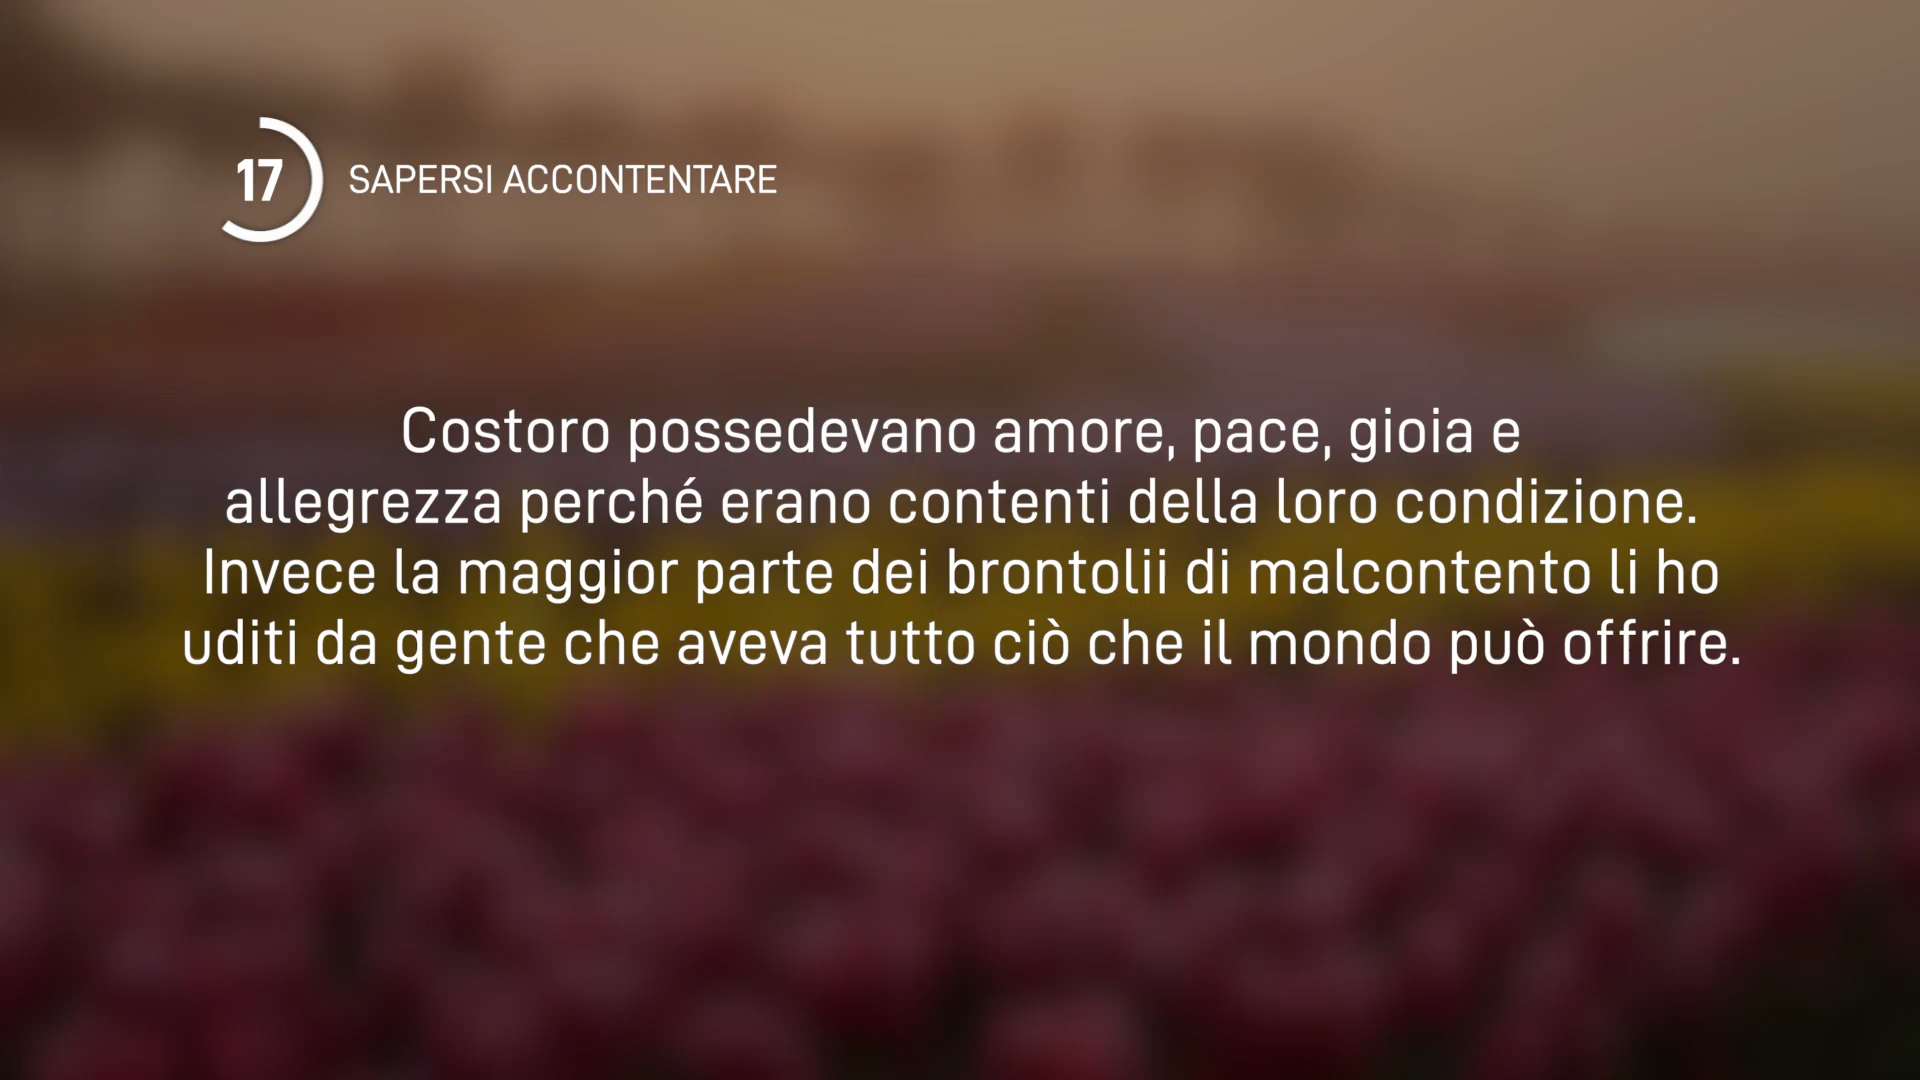 17 SAPERSI ACCONTENTARE
Costoro possedevano amore, pace, gioia e
allegrezza perché erano contenti della loro condizione.
Invece la maggior parte dei brontolii di malcontento li ho
uditi da gente che aveva tutto ciò che il mondo può offrire.